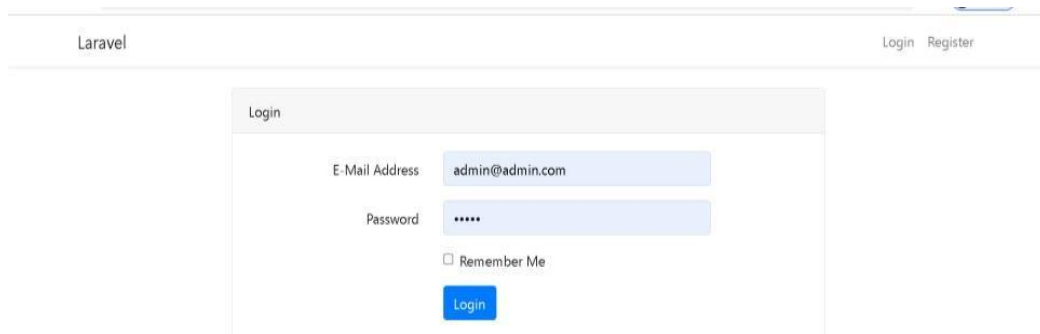 Laravel
Login Register
Login
E-Mail Address admin@admin.com
Password •••••
Remember Me
Login